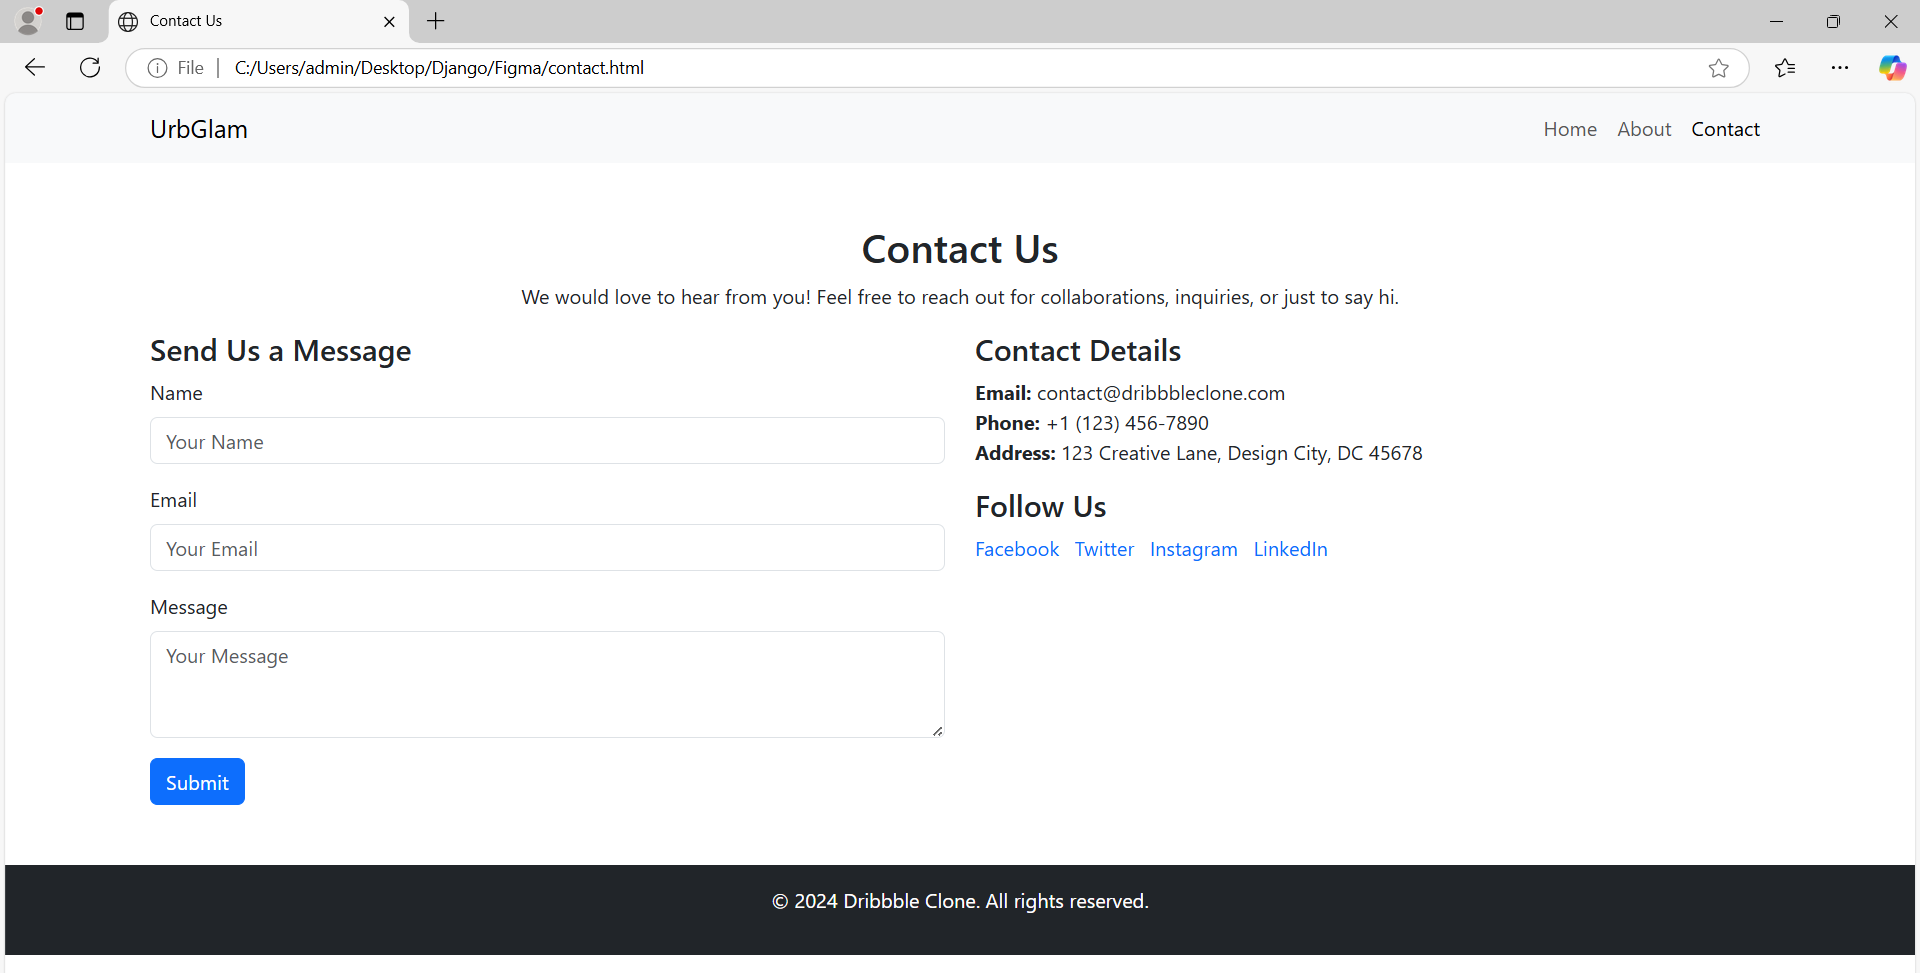 Contact Us
File
C:/Users/admin/Desktop/Django/Figma/contact.html
UrbGlam
Home About Contact
Contact Us
We would love to hear from you! Feel free to reach out for collaborations, inquiries, or just to say hi.
Send Us a Message
Name
Your Name
Email
Your Email
Message
Your Message
Submit
Contact Details
Email: contact@dribbbleclone.com
Phone: +1 (123) 456-7890
Address: 123 Creative Lane, Design City, DC 45678
Follow Us
Facebook Twitter Instagram LinkedIn
© 2024 Dribbble Clone. All rights reserved.